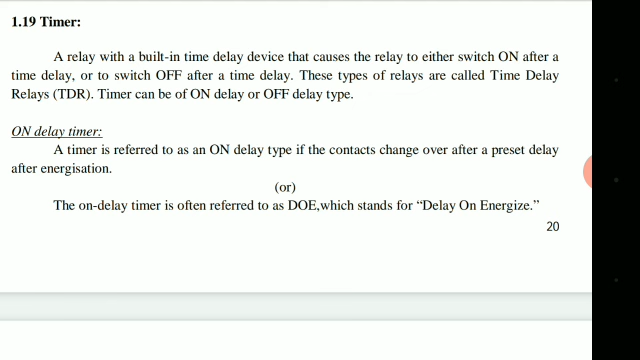 1.19 Timer:
A relay with a built-in time delay device that causes the relay to either switch ON after a
time delay, or to switch OFF after a time delay. These types of relays are called Time Delay
Relays (TDR). Timer can be of ON delay or OFF delay type.
ON delay timer:
A timer is referred to as an ON delay type if the contacts change over after a preset delay
after energisation.
(or)
The on-delay timer is often referred to as DOE,which stands for “Delay On Energize.”
20